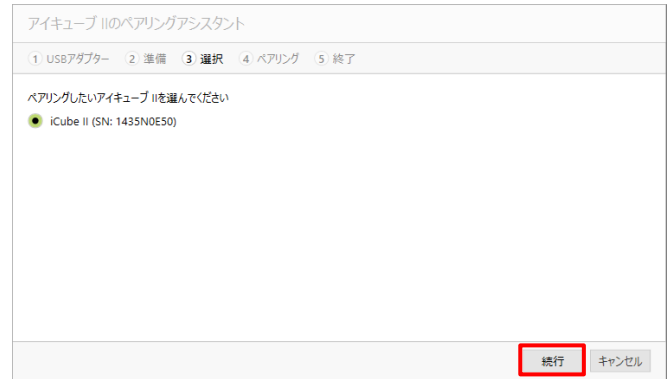 アイキューブ IIのペアリングアシスタント
1 USBアダプター 2 準備 3 選択 4 ペアリング 5 終了
ペアリングしたいアイキューブ IIを選んでください
iCube II (SN: 1435N0E50)
続行 キャンセル